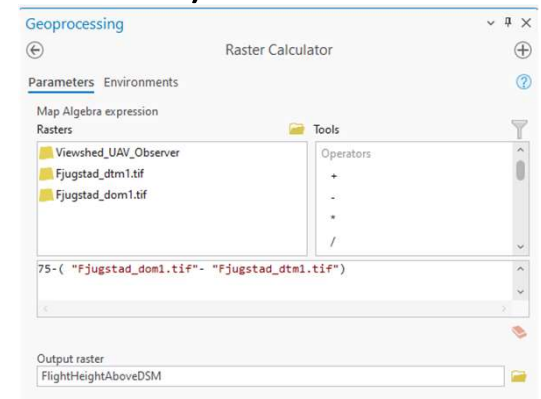 Geoprocessing
Raster Calculator
Parameters Environments
Map Algebra expression
Rasters
Tools
Viewshed_UAV_Observer
Fjugstad_dtm1.tif
Fjugstad_dom1.tif
Operators
+
-
*
/
75-( "Fjugstad_dom1.tif"- "Fjugstad_dtm1.tif")
Output raster
FlightHeightAboveDSM